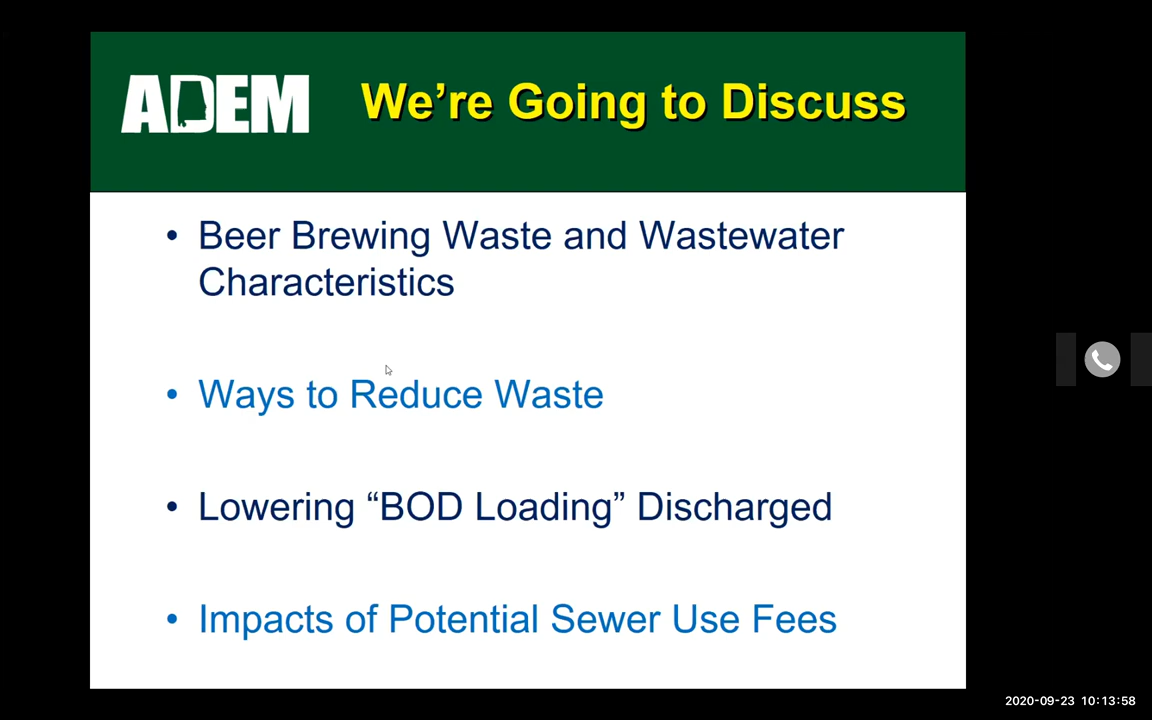 ADEM
We're Going to Discuss
• Beer Brewing Waste and Wastewater
Characteristics
• Ways to Reduce Waste
• Lowering “BOD Loading” Discharged
• Impacts of Potential Sewer Use Fees
2020-09-23 10:13:58